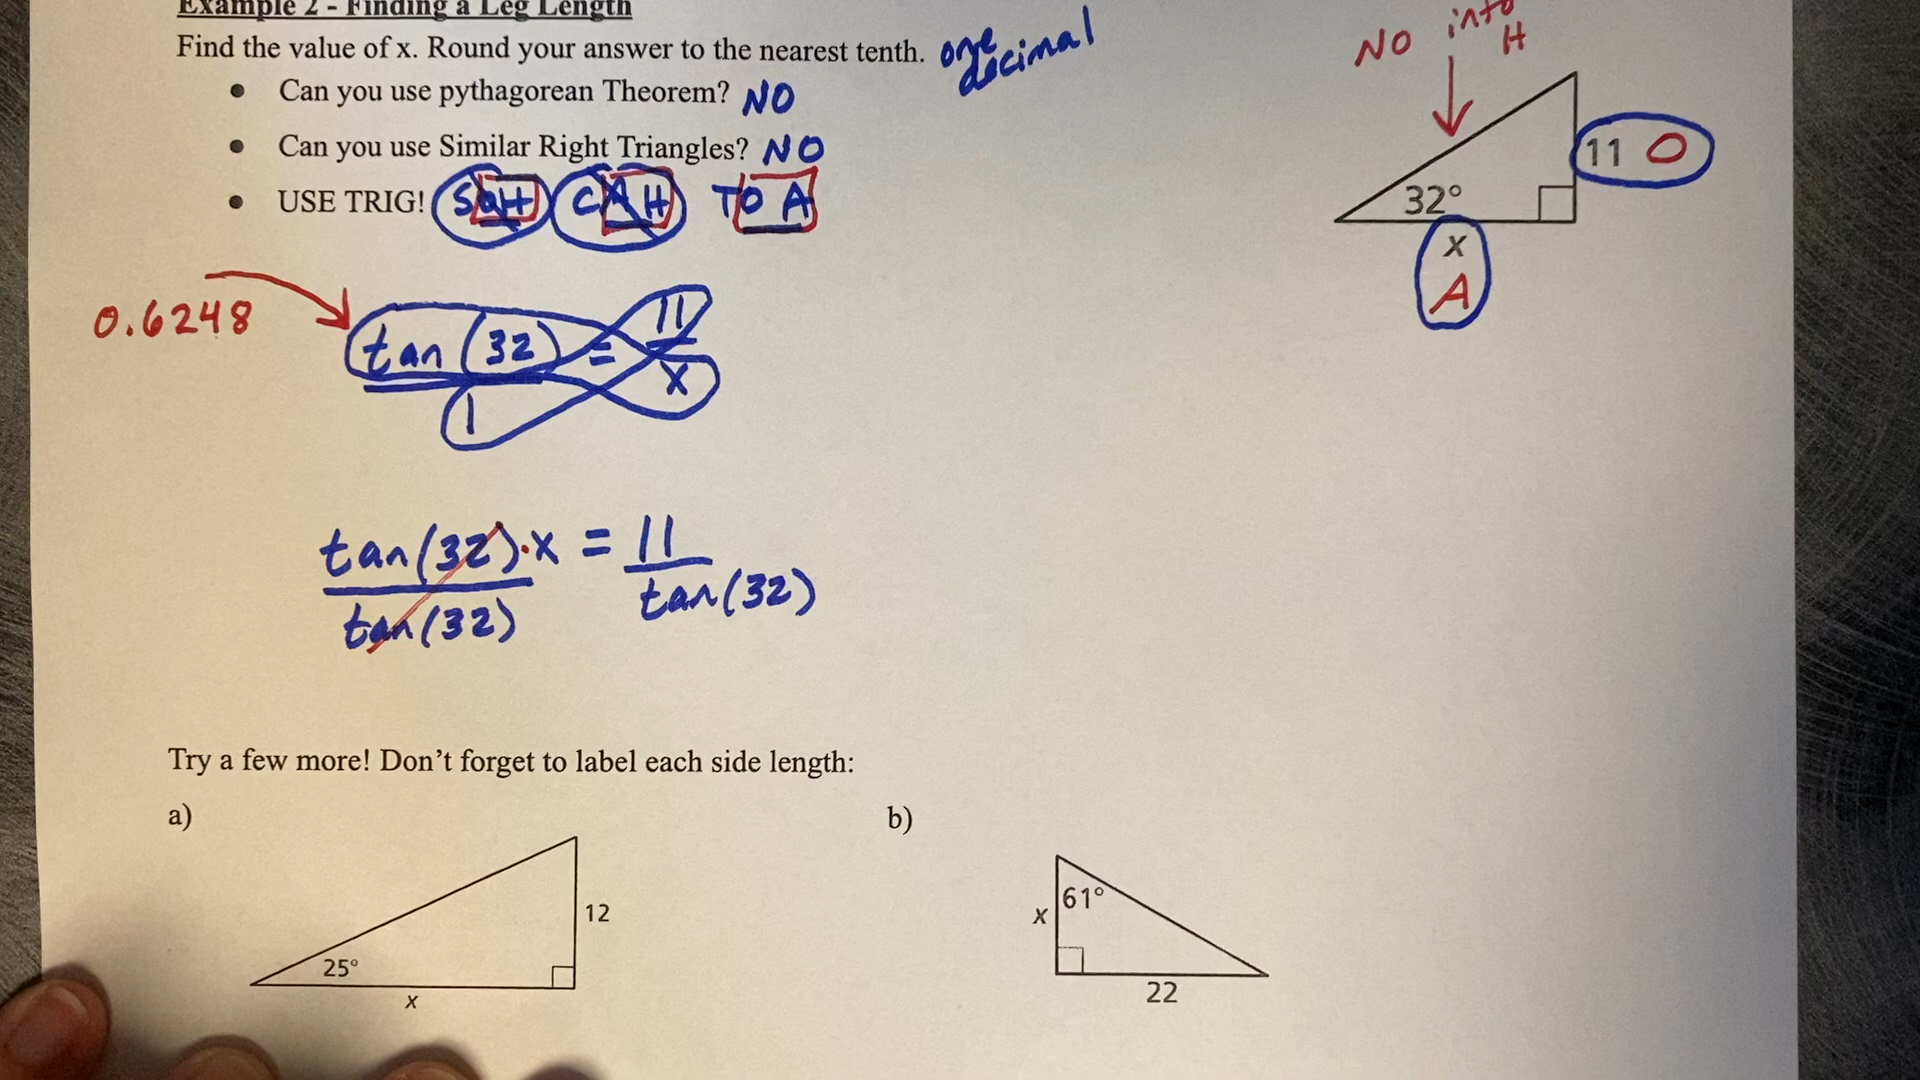 Example 2 - Finding a Leg Length
Find the value of x. Round your answer to the nearest tenth. one decimal
• Can you use pythagorean Theorem? NO
• Can you use Similar Right Triangles? NO
• USE TRIG! SOH CAH TOA
NO into H
11 O
32°
x
A
0.6248
tan (32) = 11
1 x
tan(32)·x = 11
tan(32) tan(32)
Try a few more! Don't forget to label each side length:
a)
b)
12
25°
x
61°
x
22